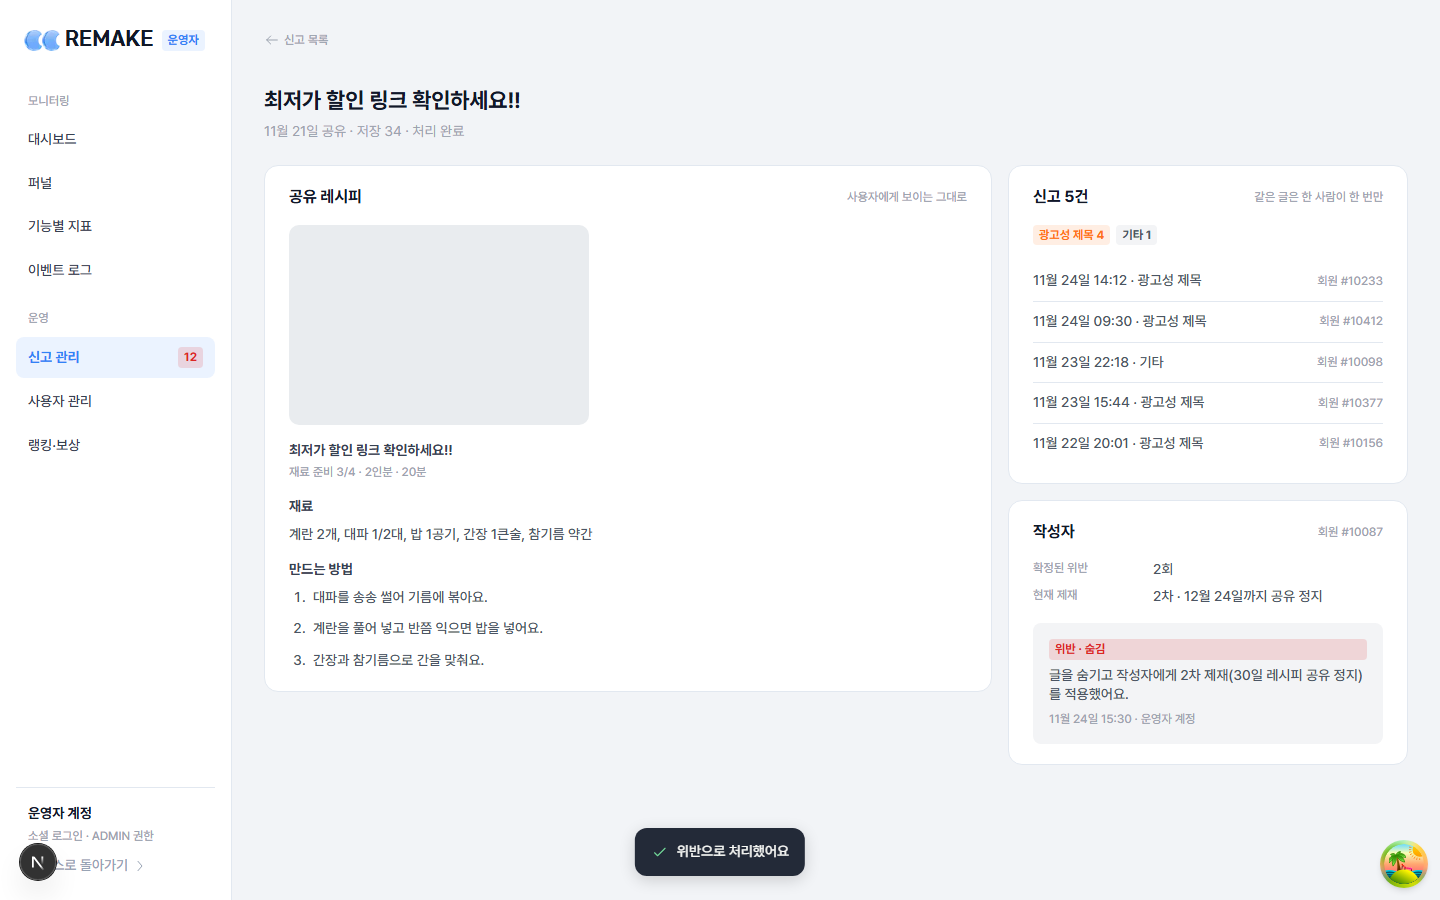 REMAKE 운영자
모니터링
대시보드
퍼널
기능별 지표
이벤트 로그
운영
신고 관리 12
사용자 관리
랭킹·보상
운영자 계정
소셜 로그인 · ADMIN 권한
스로 돌아가기
N
신고 목록
최저가 할인 링크 확인하세요!!
11월 21일 공유 · 저장 34 · 처리 완료
공유 레시피
사용자에게 보이는 그대로
최저가 할인 링크 확인하세요!!
재료 준비 3/4 · 2인분 · 20분
재료
계란 2개, 대파 1/2대, 밥 1공기, 간장 1큰술, 참기름 약간
만드는 방법
1. 대파를 송송 썰어 기름에 볶아요.
2. 계란을 풀어 넣고 반쯤 익으면 밥을 넣어요.
3. 간장과 참기름으로 간을 맞춰요.
신고 5건
같은 글은 한 사람이 한 번만
광고성 제목 4 기타 1
11월 24일 14:12 · 광고성 제목 회원 #10233
11월 24일 09:30 · 광고성 제목 회원 #10412
11월 23일 22:18 · 기타 회원 #10098
11월 23일 15:44 · 광고성 제목 회원 #10377
11월 22일 20:01 · 광고성 제목 회원 #10156
작성자 회원 #10087
확정된 위반 2회
현재 제재 2차 · 12월 24일까지 공유 정지
위반 · 숨김
글을 숨기고 작성자에게 2차 제재(30일 레시피 공유 정지)
를 적용했어요.
11월 24일 15:30 · 운영자 계정
위반으로 처리했어요